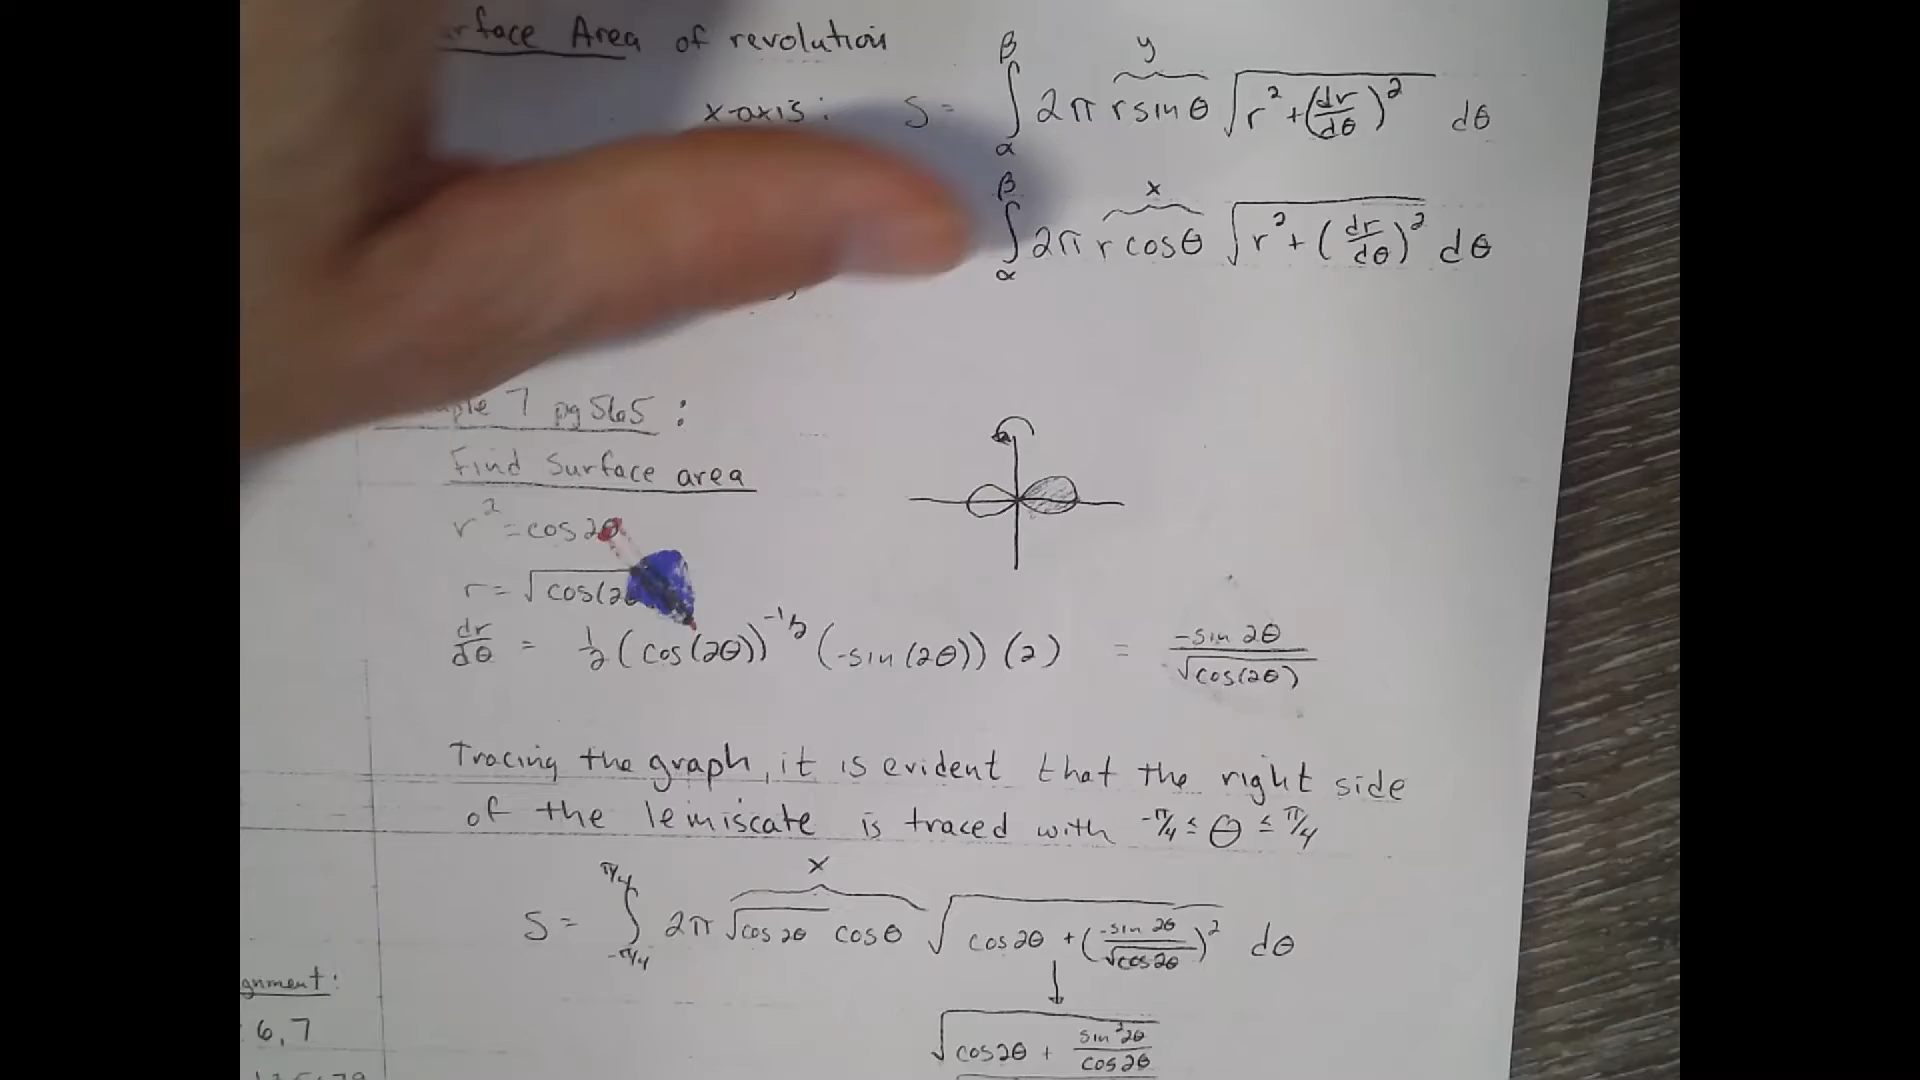 rface Area of revolution
x-axis: S = ∫_α^β 2π r sin θ √(r² + (dr/dθ)²) dθ
y
∫_α^β 2π r cos θ √(r² + (dr/dθ)²) dθ
x
ple 7 pg 565:
Find Surface area
r² = cos 2θ
r = √cos(2θ
dr/dθ = ½ (cos(2θ))^(-1/2) (-sin(2θ)) (2) = -sin 2θ / √cos(2θ)
Tracing the graph, it is evident that the right side
of the lemiscate is traced with -π/4 ≤ θ ≤ π/4
x
S = ∫_(-π/4)^(π/4) 2π √cos 2θ cos θ √(cos 2θ + (-sin 2θ / √cos 2θ)²) dθ
gnment:
6, 7
√(cos 2θ + sin² 2θ / cos 2θ)